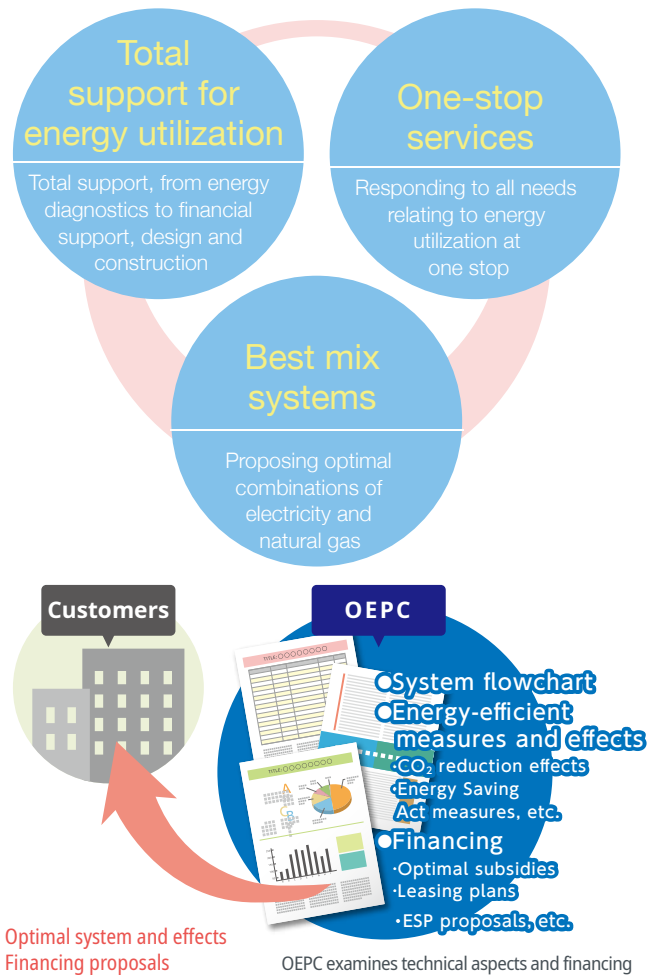 Total
support for
energy utilization
Total support, from energy
diagnostics to financial
support, design and
construction
One-stop
services
Responding to all needs
relating to energy
utilization at
one stop
Best mix
systems
Proposing optimal
combinations of
electricity and
natural gas
Customers
OEPC
TITLE:○○○○○○○○
TITLE:○○○○○○○○
A
B
C
●System flowchart
●Energy-efficient
measures and effects
·CO₂ reduction effects
·Energy Saving
Act measures, etc.
●Financing
·Optimal subsidies
·Leasing plans
·ESP proposals, etc.
Optimal system and effects
Financing proposals
OEPC examines technical aspects and financing